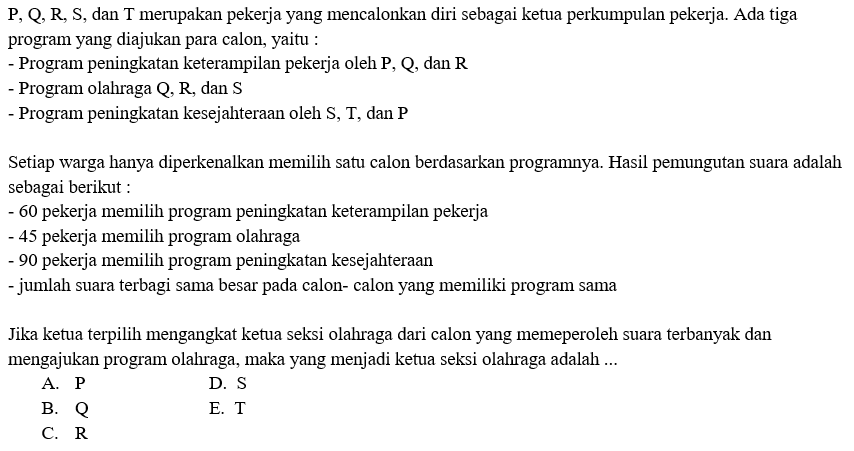 P, Q, R, S, dan T merupakan pekerja yang mencalonkan diri sebagai ketua perkumpulan pekerja. Ada tiga
program yang diajukan para calon, yaitu :
- Program peningkatan keterampilan pekerja oleh P, Q, dan R
- Program olahraga Q, R, dan S
- Program peningkatan kesejahteraan oleh S, T, dan P
Setiap warga hanya diperkenalkan memilih satu calon berdasarkan programnya. Hasil pemungutan suara adalah
sebagai berikut :
- 60 pekerja memilih program peningkatan keterampilan pekerja
- 45 pekerja memilih program olahraga
- 90 pekerja memilih program peningkatan kesejahteraan
- jumlah suara terbagi sama besar pada calon- calon yang memiliki program sama
Jika ketua terpilih mengangkat ketua seksi olahraga dari calon yang memeperoleh suara terbanyak dan
mengajukan program olahraga, maka yang menjadi ketua seksi olahraga adalah ...
A. P D. S
B. Q E. T
C. R